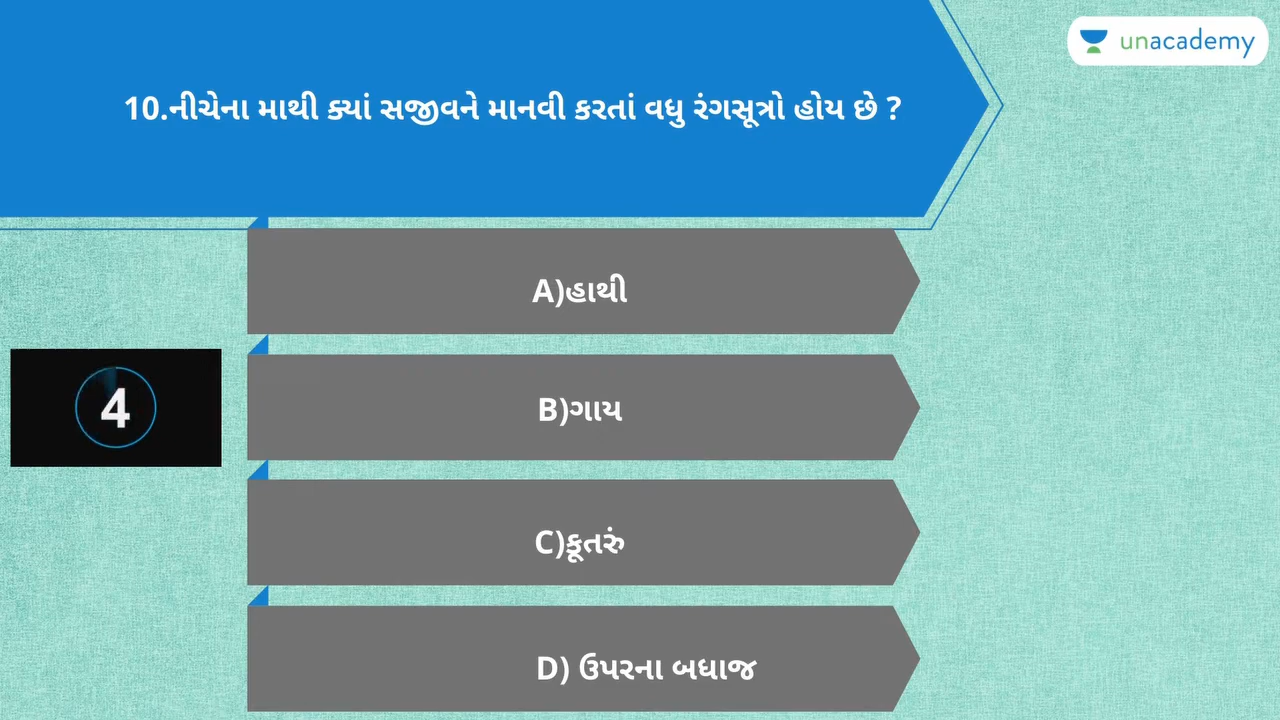 unacademy
10.નીચેના માથી ક્યાં સજીવને માનવી કરતાં વધુ રંગસૂત્રો હોય છે ?
A)હાથી
4
B)ગાય
C)કૂતરું
D) ઉપરના બધાજ